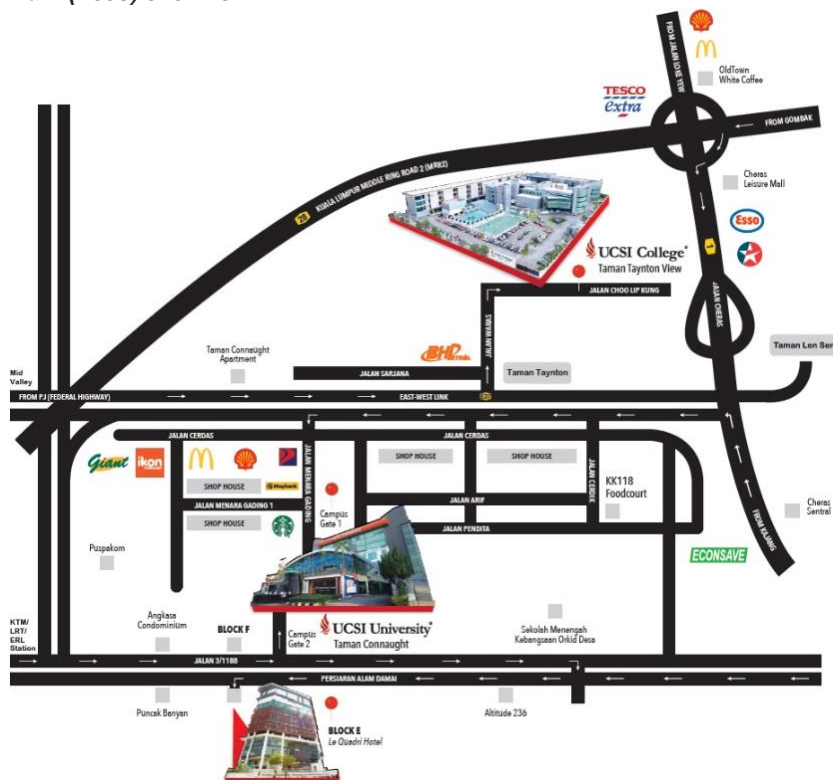 FROM JALAN LOKE YEW
OldTown
White Coffee
TESCO
extra
FROM GOMBAK
KUALA LUMPUR MIDDLE RING ROAD 2 (MRR2)
28
Cheras
Leisure Mall
Esso
1
UCSI College
Taman Taynton View
JALAN CHOO LIP KUNG
JALAN CHERAS
JALAN WARAS
BHPetrol
Taman Connaught
Apartment
JALAN SARJANA
Taman Taynton
Mid
Valley
FROM PJ (FEDERAL HIGHWAY)
EAST-WEST LINK
JALAN CERDAS
JALAN CERDAS
Giant
ikon
JALAN MENARA GADING
SHOP HOUSE
SHOP HOUSE
JALAN CERDIK
KK118
Foodcourt
SHOP HOUSE
Maybank
JALAN MENARA GADING 1
SHOP HOUSE
Campus
Gate 1
JALAN ARIF
JALAN PENDITA
Cheras
Sentral
FROM KAJANG
ECONSAVE
Puspakom
KTM/
LRT/
ERL
Station
Angkasa
Condominium
BLOCK F
Campus
Gate 2
UCSI University
Taman Connaught
Sekolah Menengah
Kebangsaan Orkid Desa
JALAN 3/118B
PERSIARAN ALAM DAMAI
Puncak Banyan
BLOCK E
Le Quadri Hotel
Altitude 236